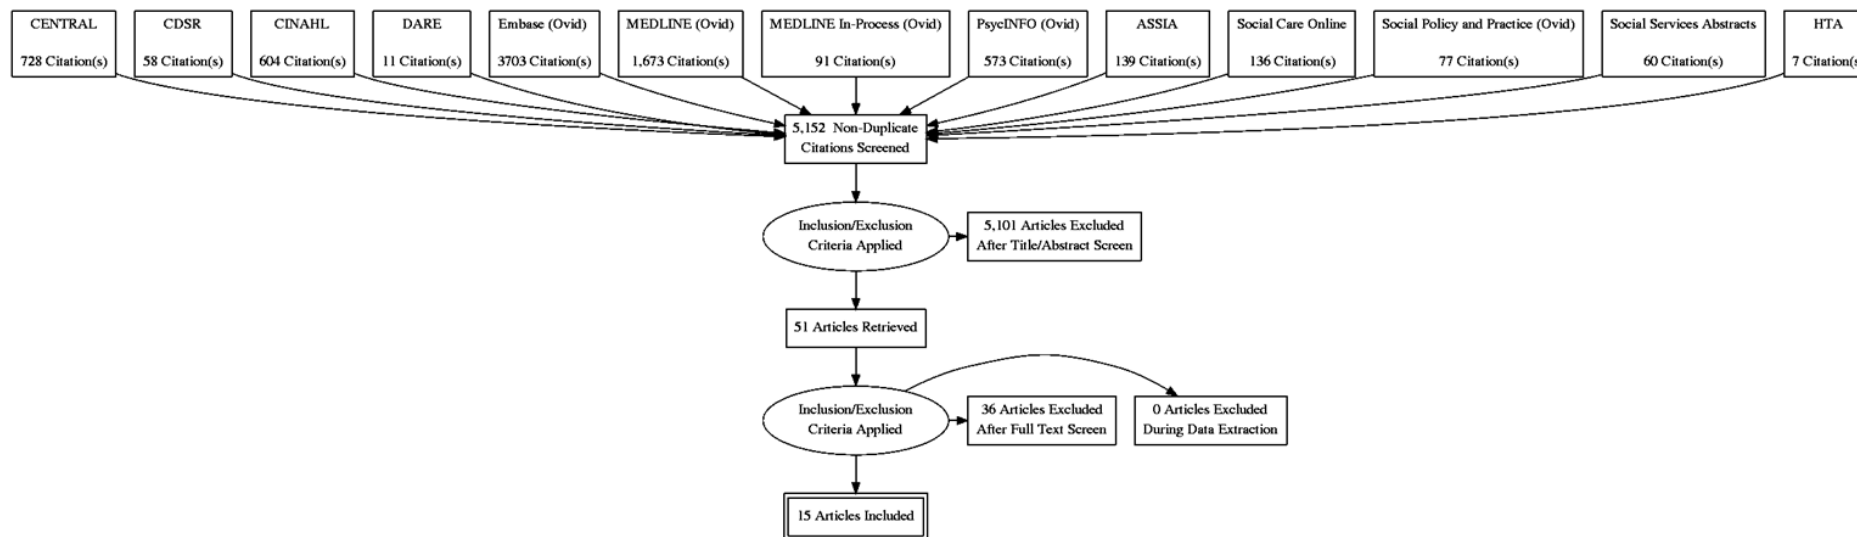 CENTRAL
728 Citation(s)
CDSR
58 Citation(s)
CINAHL
604 Citation(s)
DARE
11 Citation(s)
Embase (Ovid)
3703 Citation(s)
MEDLINE (Ovid)
1,673 Citation(s)
MEDLINE In-Process (Ovid)
91 Citation(s)
PsycINFO (Ovid)
573 Citation(s)
ASSIA
139 Citation(s)
Social Care Online
136 Citation(s)
Social Policy and Practice (Ovid)
77 Citation(s)
Social Services Abstracts
60 Citation(s)
HTA
7 Citation(s
5,152 Non-Duplicate
Citations Screened
Inclusion/Exclusion
Criteria Applied
5,101 Articles Excluded
After Title/Abstract Screen
51 Articles Retrieved
Inclusion/Exclusion
Criteria Applied
36 Articles Excluded
After Full Text Screen
0 Articles Excluded
During Data Extraction
15 Articles Included